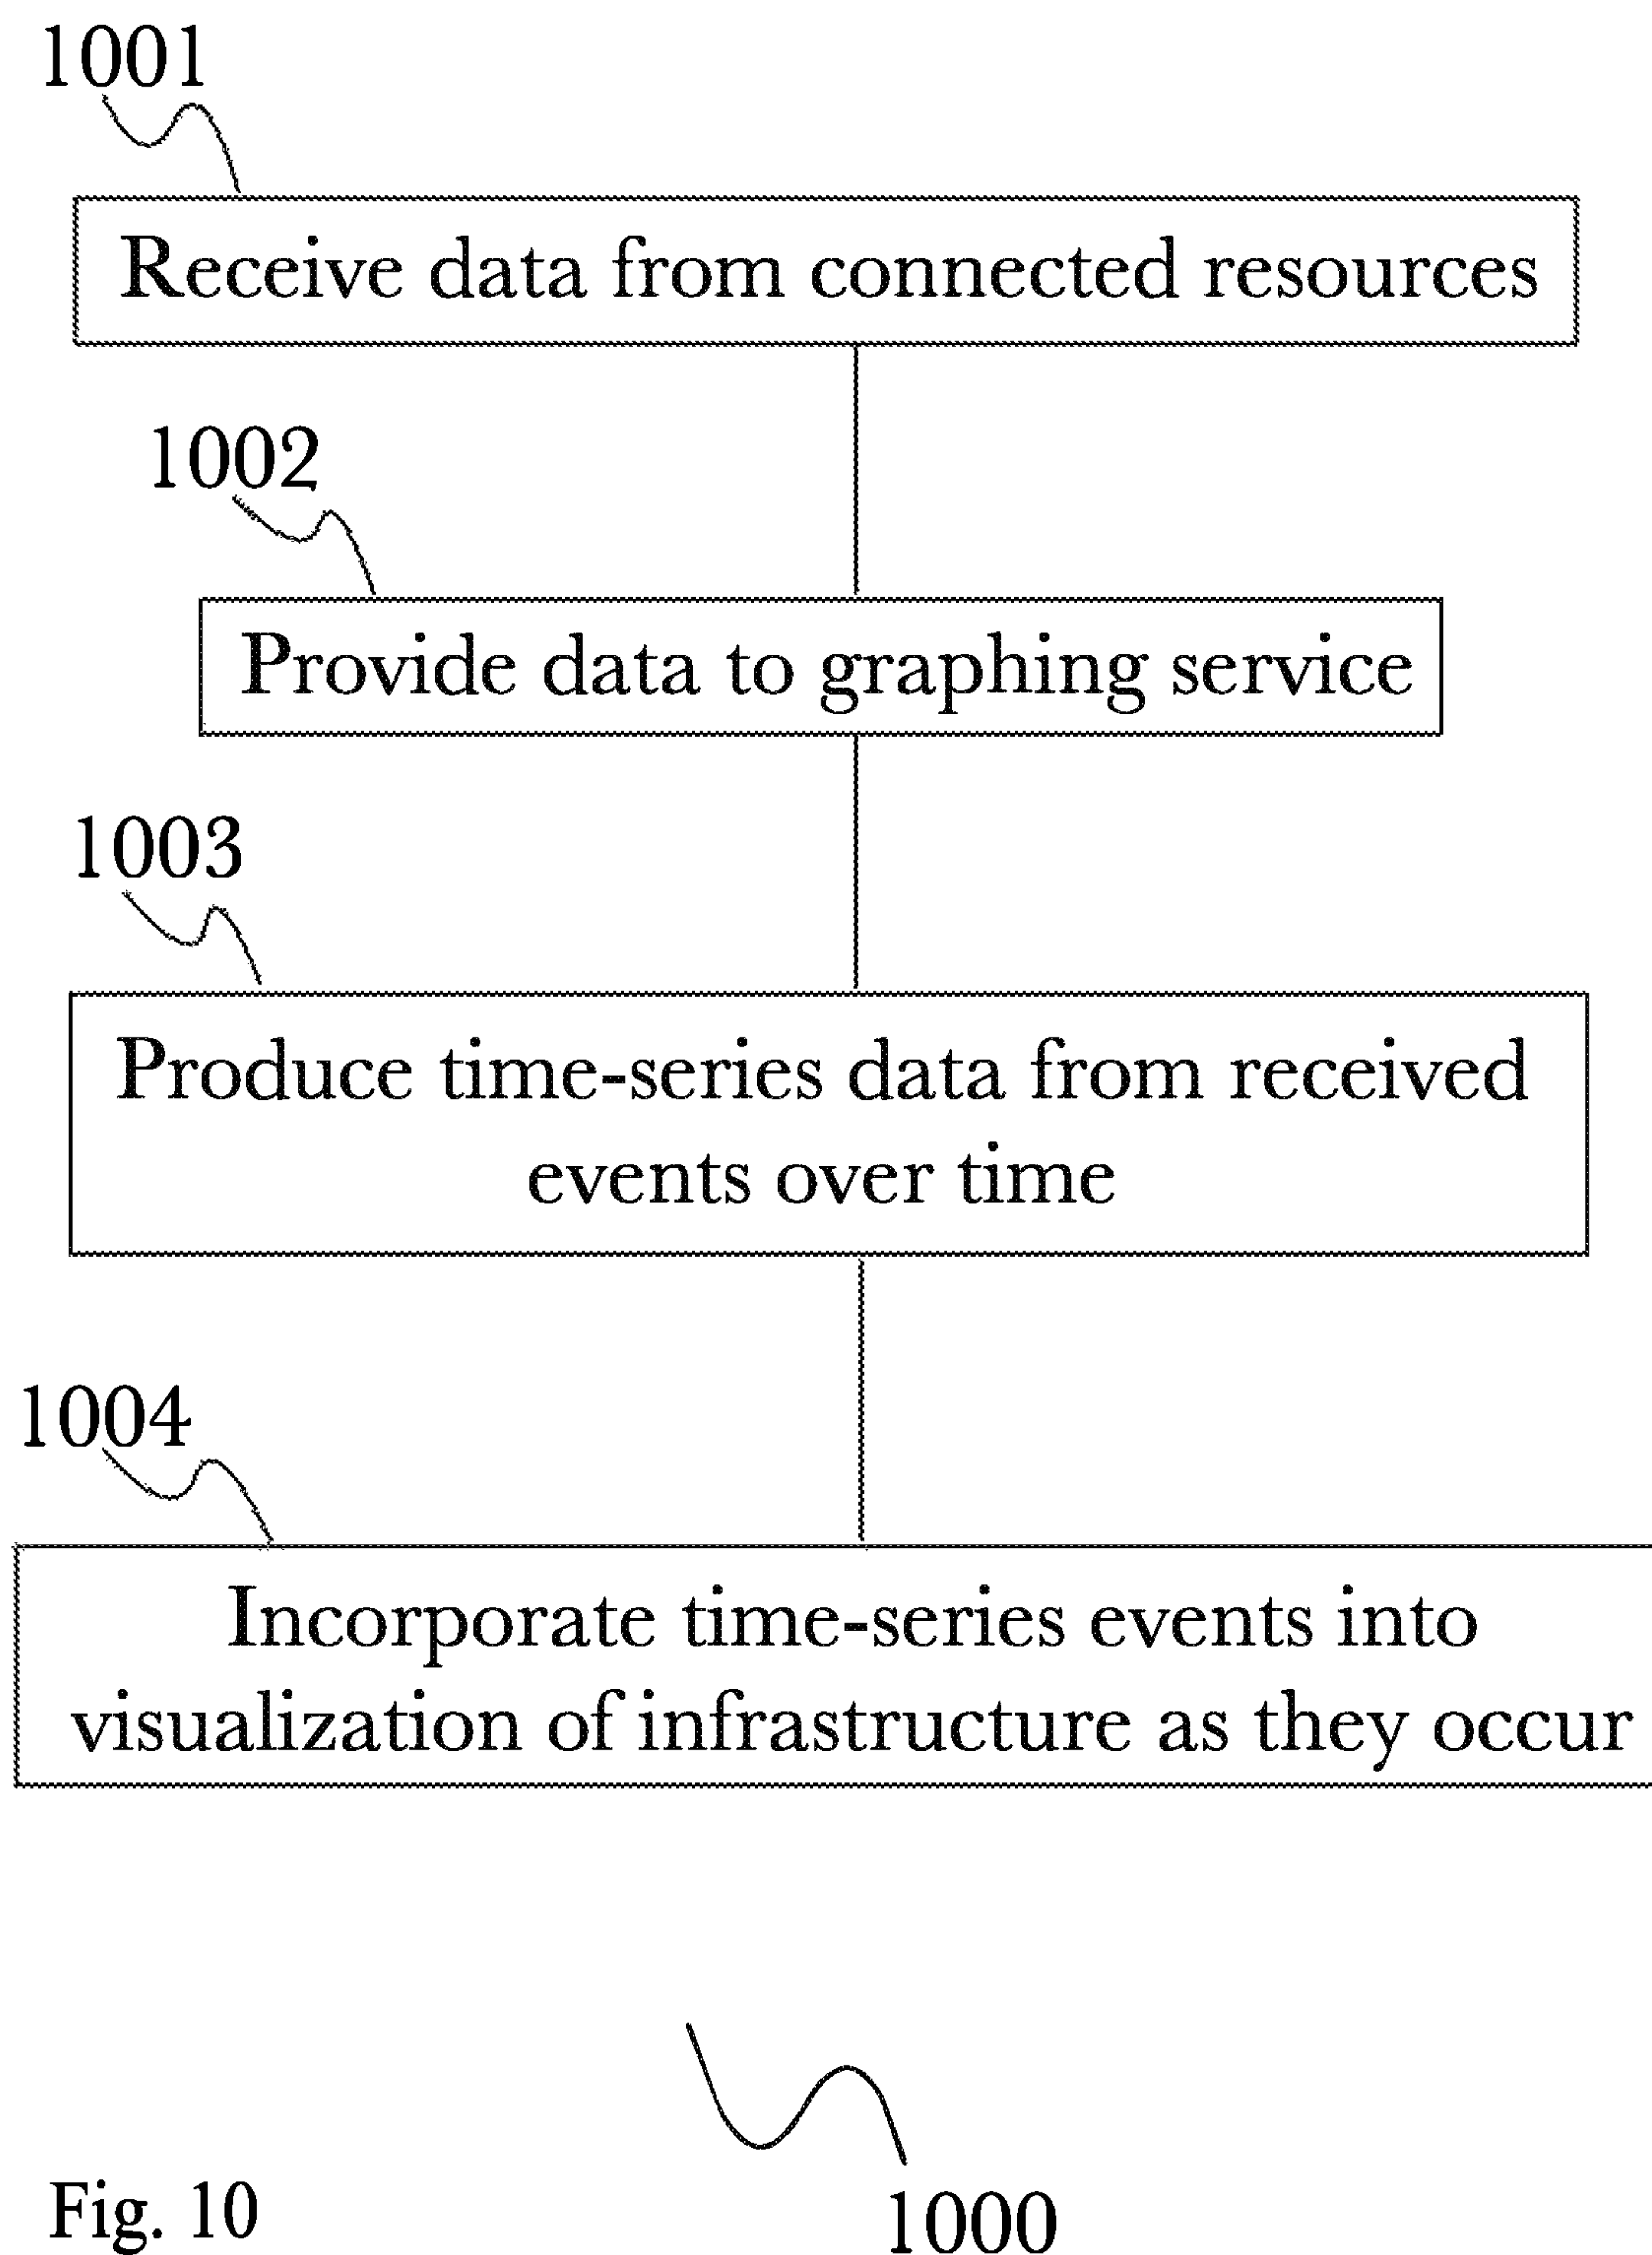 1001
Receive data from connected resources
1002
Provide data to graphing service
1003
Produce time-series data from received
events over time
1004
Incorporate time-series events into
visualization of infrastructure as they occur
Fig. 10
1000